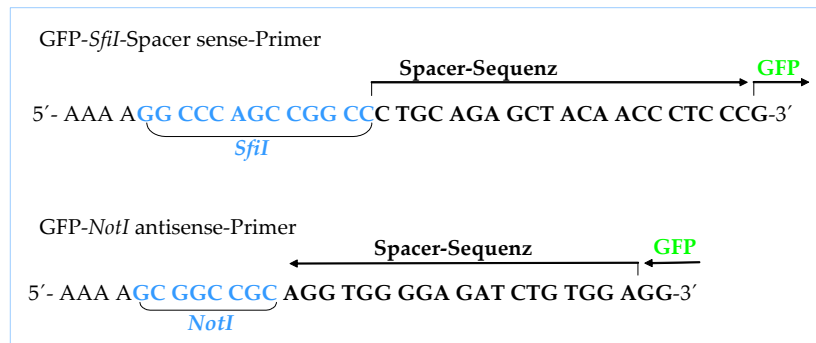 GFP-SfiI-Spacer sense-Primer
Spacer-Sequenz GFP
5´- AAA AGG CCC AGC CGG CCC TGC AGA GCT ACA ACC CTC CCG-3´
SfiI
GFP-NotI antisense-Primer
Spacer-Sequenz GFP
5´- AAA AGC GGC CGC AGG TGG GGA GAT CTG TGG AGG-3´
NotI